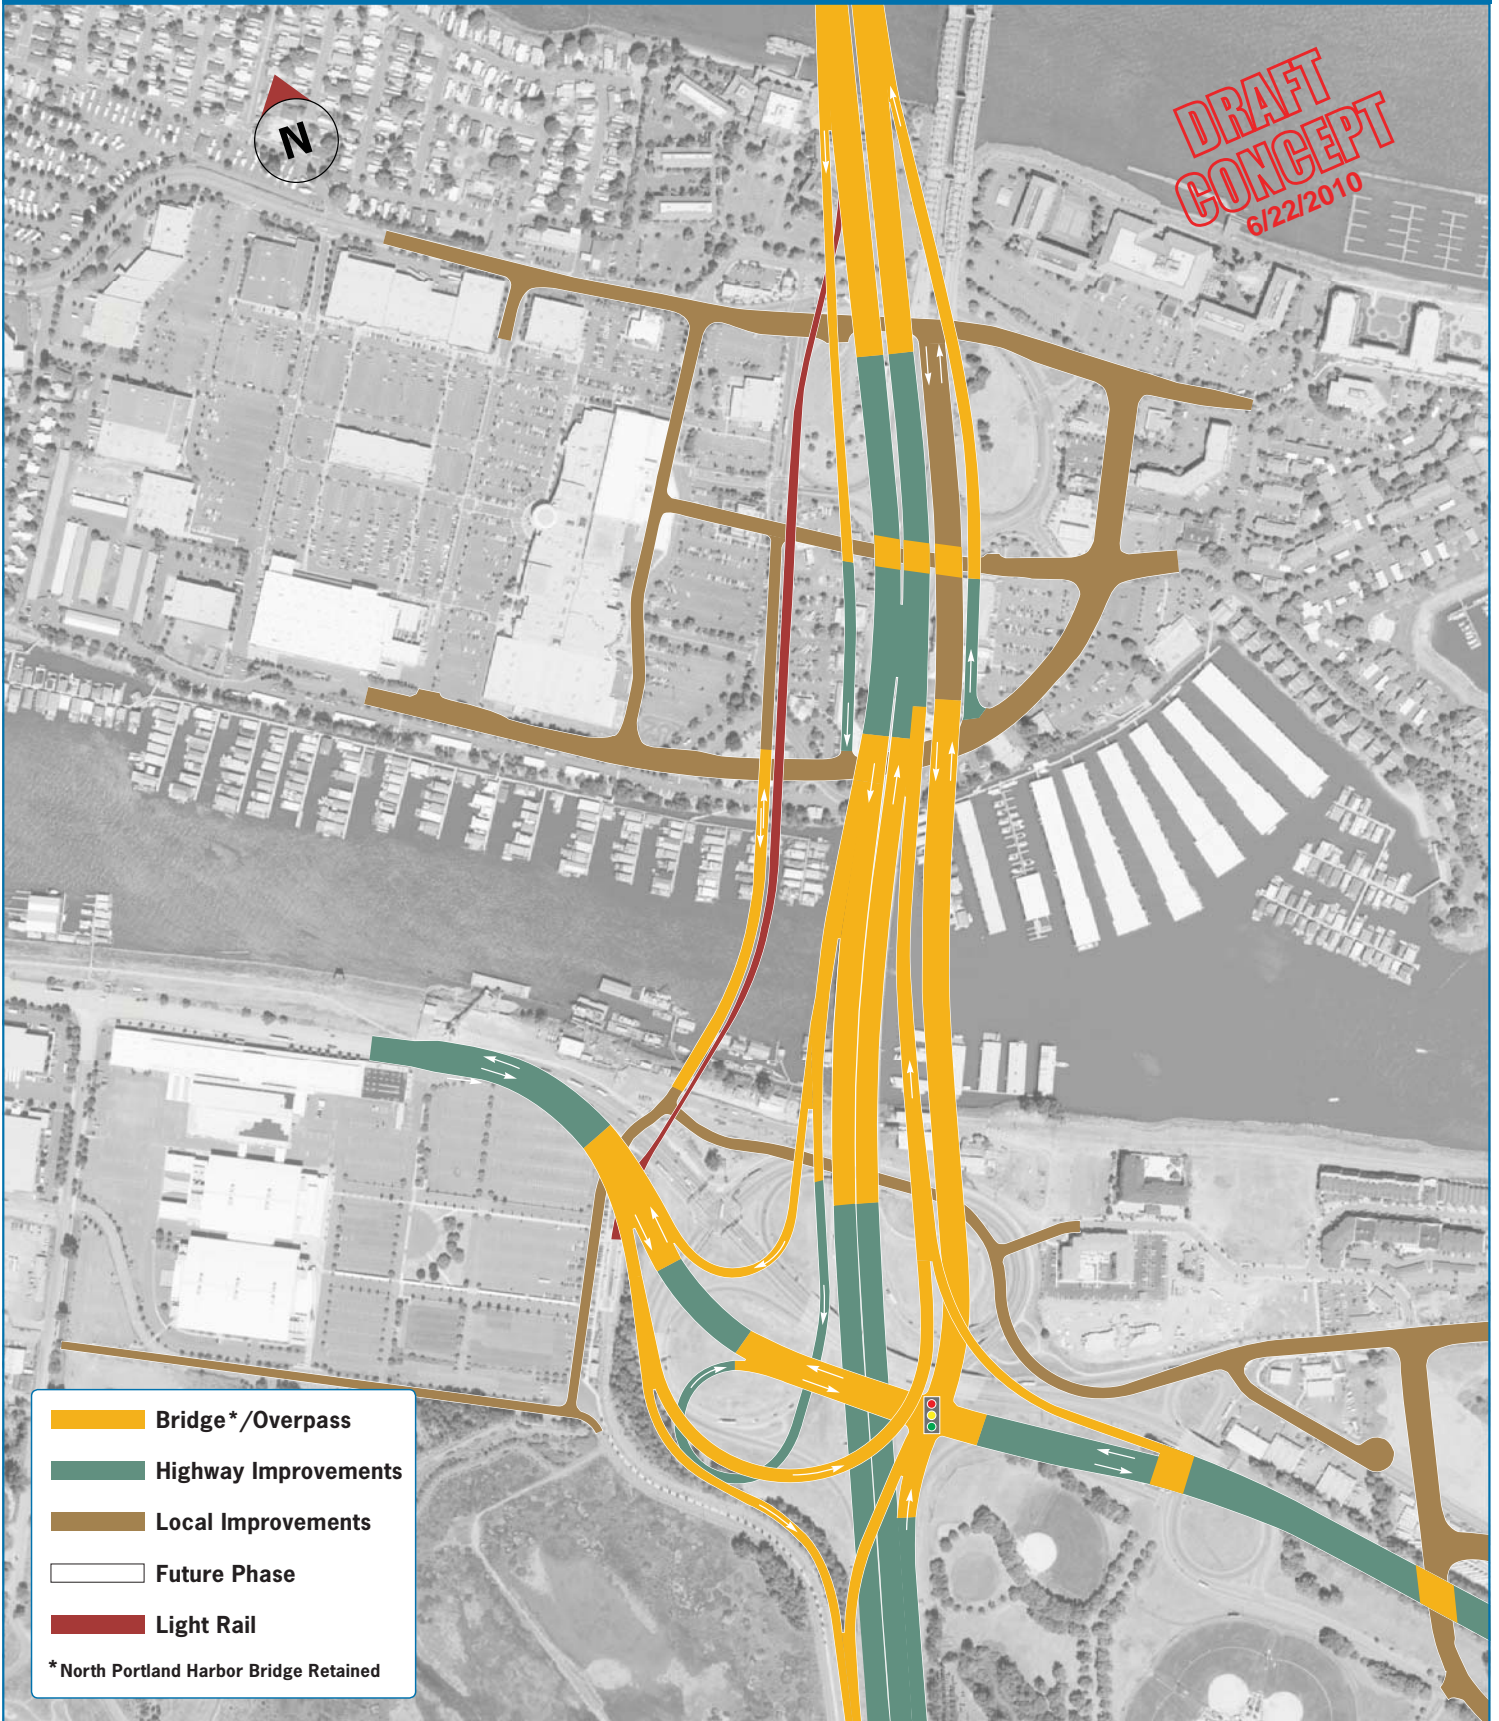 N
DRAFT
CONCEPT
6/22/2010
Bridge*/Overpass
Highway Improvements
Local Improvements
Future Phase
Light Rail
*North Portland Harbor Bridge Retained